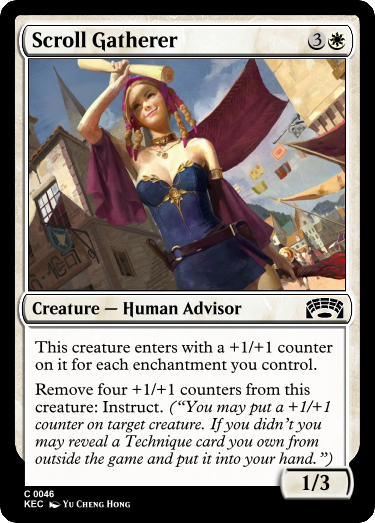 Scroll Gatherer 3
Creature — Human Advisor
This creature enters with a +1/+1 counter
on it for each enchantment you control.
Remove four +1/+1 counters from this
creature: Instruct. (“You may put a +1/+1
counter on target creature. If you didn’t you
may reveal a Technique card you own from
outside the game and put it into your hand.”)
1/3
C 0046
KEC Yu Cheng Hong